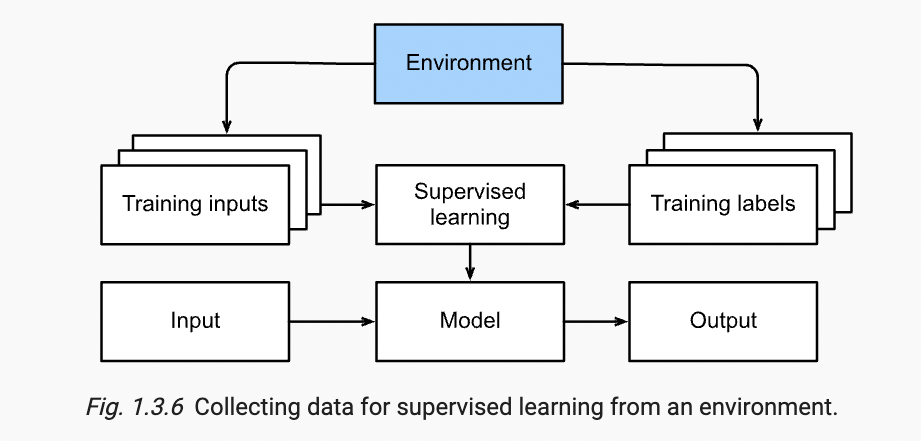 Environment
Training inputs
Supervised
learning
Training labels
Input
Model
Output
Fig. 1.3.6 Collecting data for supervised learning from an environment.